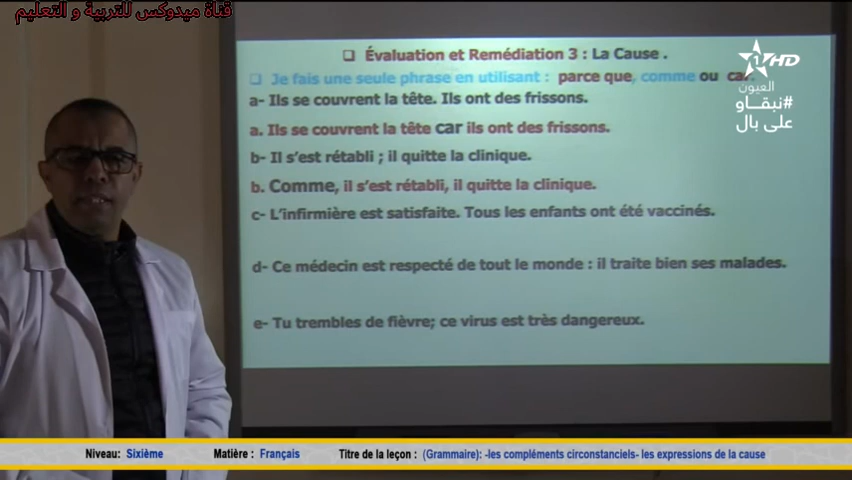 قناة ميدوكس للتربية و التعليم
Évaluation et Remédiation 3 : La Cause .
Je fais une seule phrase en utilisant : parce que, comme ou car.
a- Ils se couvrent la tête. Ils ont des frissons.
a. Ils se couvrent la tête car ils ont des frissons.
b- Il s’est rétabli ; il quitte la clinique.
b. Comme, il s’est rétabli, il quitte la clinique.
c- L’infirmière est satisfaite. Tous les enfants ont été vaccinés.
d- Ce médecin est respecté de tout le monde : il traite bien ses malades.
e- Tu trembles de fièvre; ce virus est très dangereux.
1 HD
العيون
#نبقاو
على بال
Niveau: Sixième Matière : Français Titre de la leçon : (Grammaire): -les compléments circonstanciels- les expressions de la cause